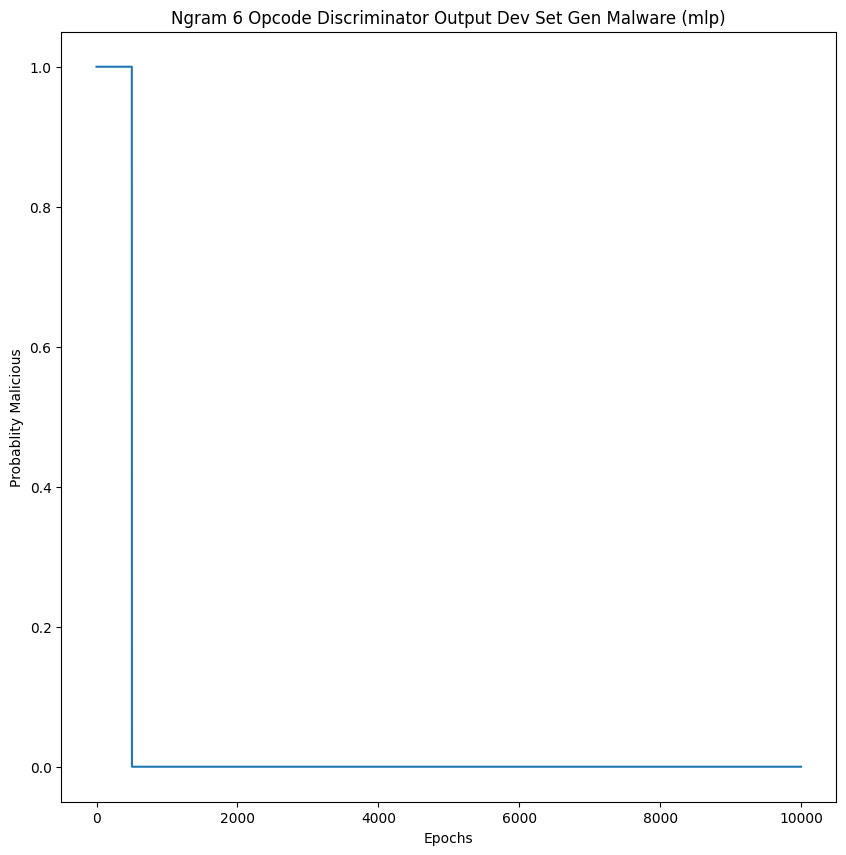 Ngram 6 Opcode Discriminator Output Dev Set Gen Malware (mlp)
1.0
0.8
0.6
0.4
0.2
0.0
Probablity Malicious
0 2000 4000 6000 8000 10000
Epochs